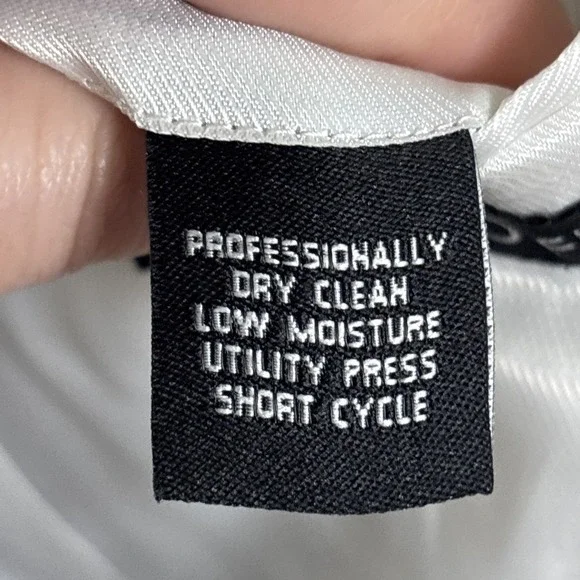 PROFESSIONALLY
DRY CLEAN
LOW MOISTURE
UTILITY PRESS
SHORT CYCLE